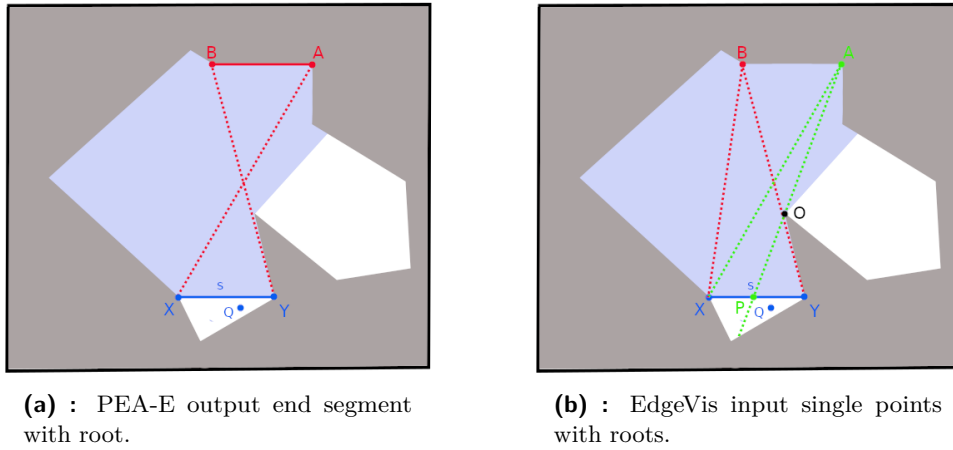 B A
s
X Q Y
(a) : PEA-E output end segment
with root.
B A
O
s
X P Q Y
(b) : EdgeVis input single points
with roots.